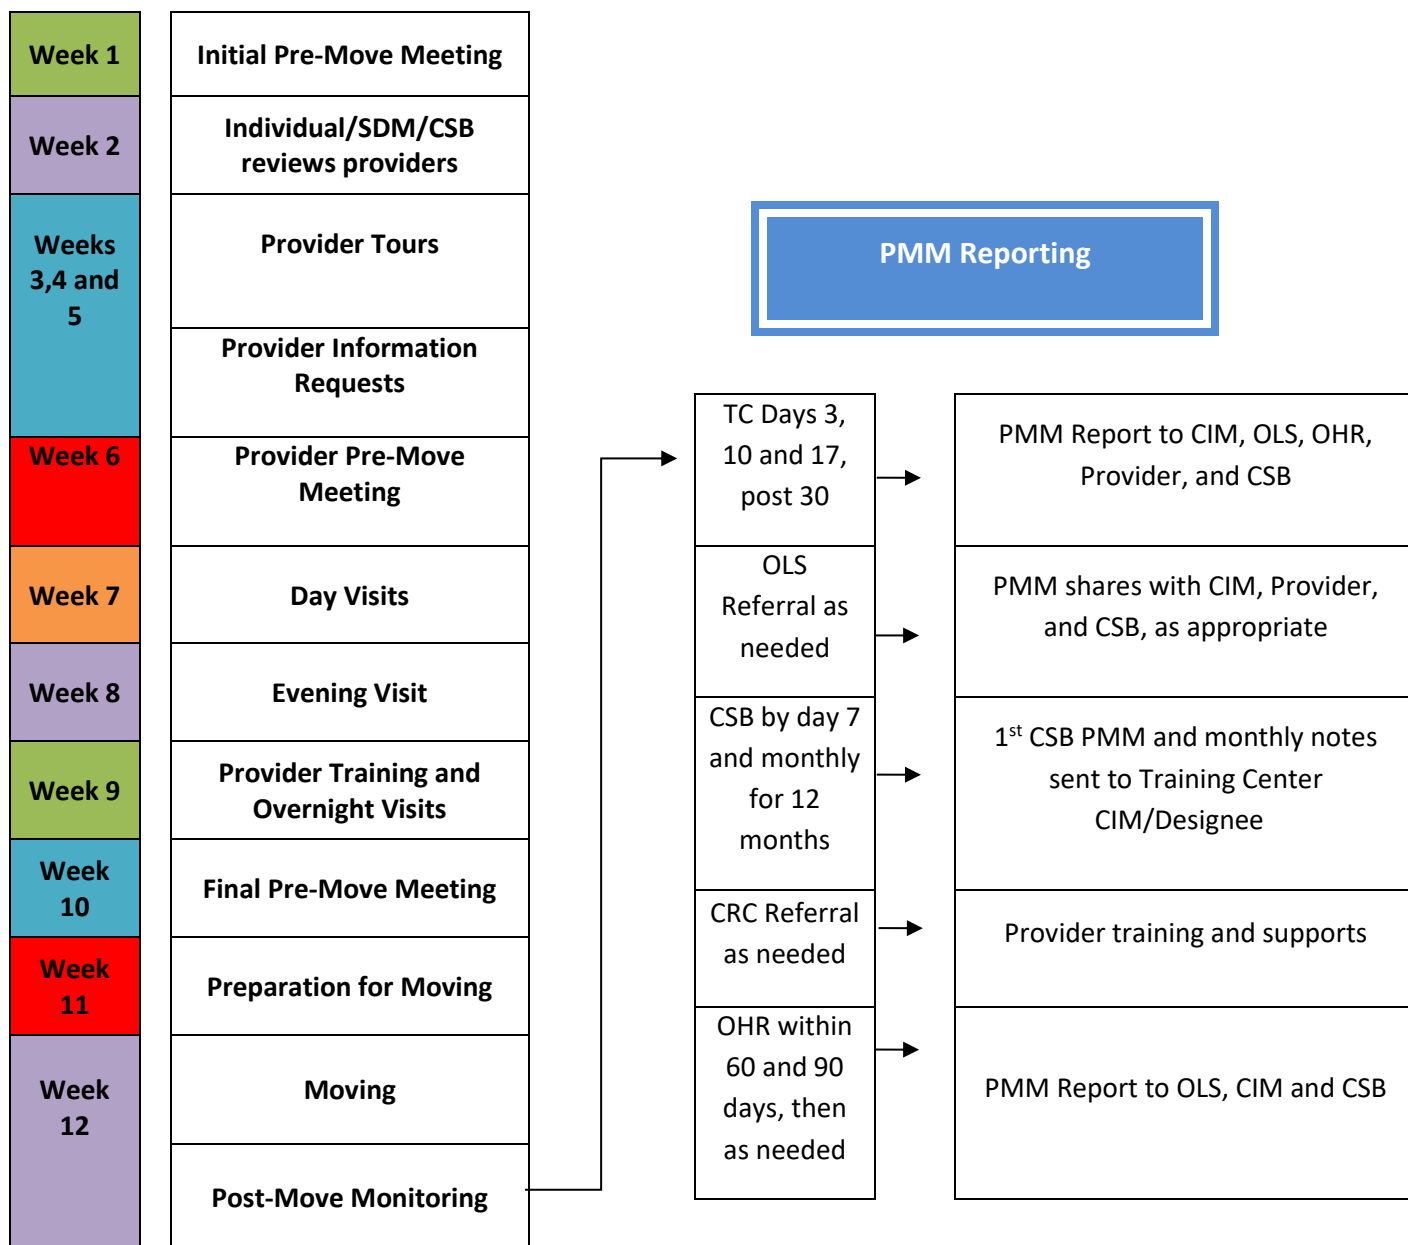 Week 1
Initial Pre-Move Meeting
Week 2
Individual/SDM/CSB
reviews providers
Weeks
3,4 and
5
Provider Tours
Provider Information
Requests
Week 6
Provider Pre-Move
Meeting
Week 7
Day Visits
Week 8
Evening Visit
Week 9
Provider Training and
Overnight Visits
Week
10
Final Pre-Move Meeting
Week
11
Preparation for Moving
Week
12
Moving
Post-Move Monitoring
PMM Reporting
TC Days 3,
10 and 17,
post 30
PMM Report to CIM, OLS, OHR,
Provider, and CSB
OLS
Referral as
needed
PMM shares with CIM, Provider,
and CSB, as appropriate
CSB by day 7
and monthly
for 12
months
1st CSB PMM and monthly notes
sent to Training Center
CIM/Designee
CRC Referral
as needed
Provider training and supports
OHR within
60 and 90
days, then
as needed
PMM Report to OLS, CIM and CSB